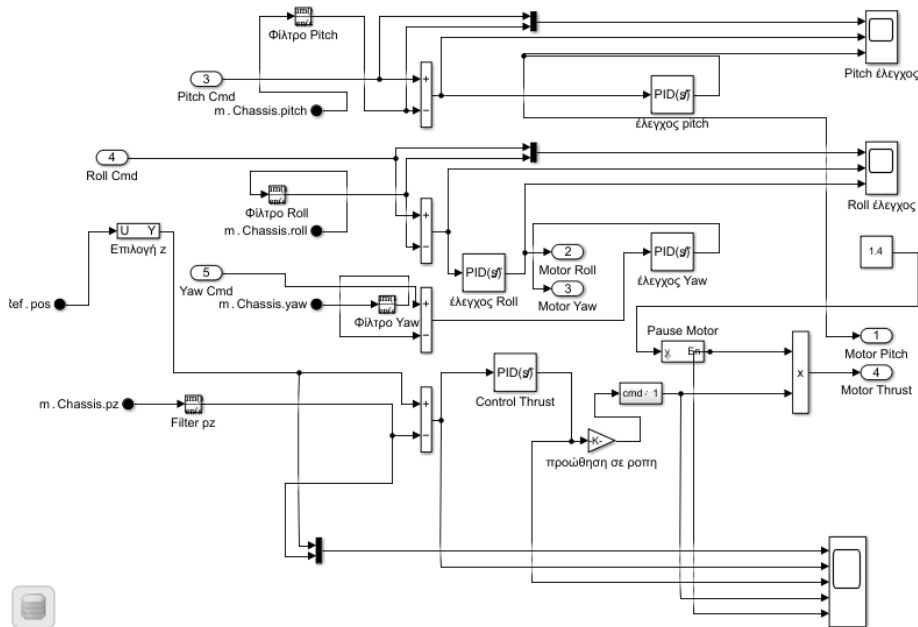 Φίλτρο Pitch
3
Pitch Cmd
m.Chassis.pitch
+
−
PID(s)
έλεγχος pitch
Pitch έλεγχος
4
Roll Cmd
Φίλτρο Roll
m.Chassis.roll
+
−
PID(s)
έλεγχος Roll
Roll έλεγχος
U Y
Επιλογή z
Ref.pos
5
Yaw Cmd
m.Chassis.yaw
Φίλτρο Yaw
+
−
2
Motor Roll
3
Motor Yaw
PID(s)
έλεγχος Yaw
1.4
Pause Motor
En
1
Motor Pitch
x
4
Motor Thrust
m.Chassis.pz
Filter pz
+
−
PID(s)
Control Thrust
-K-
προώθηση σε ροπη
cmd 1